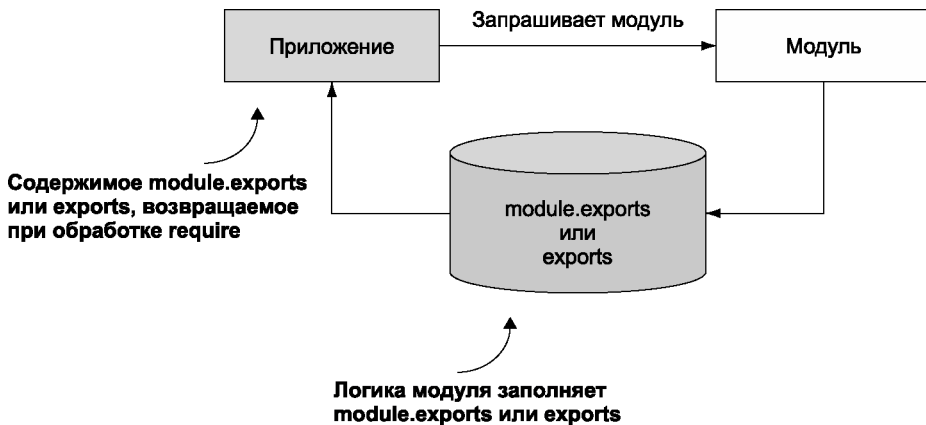 Запрашивает модуль
Приложение
Модуль
Содержимое module.exports
или exports, возвращаемое
при обработке require
module.exports
или
exports
Логика модуля заполняет
module.exports или exports